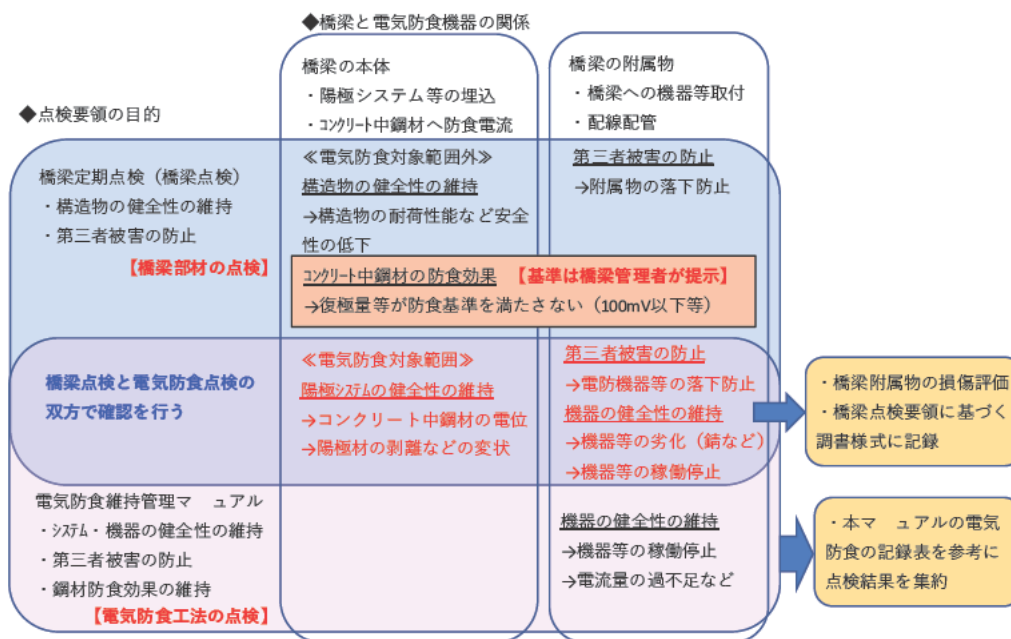 ◆橋梁と電気防食機器の関係
橋梁の本体
・陽極システム等の埋込
・コンクリート中鋼材へ防食電流
橋梁の附属物
・橋梁への機器等取付
・配線配管
◆点検要領の目的
橋梁定期点検（橋梁点検）
・構造物の健全性の維持
・第三者被害の防止
【橋梁部材の点検】
≪電気防食対象範囲外≫
構造物の健全性の維持
→構造物の耐荷性能など安全
性の低下
第三者被害の防止
→附属物の落下防止
コンクリート中鋼材の防食効果　【基準は橋梁管理者が提示】
→復極量等が防食基準を満たさない（100mV以下等）
橋梁点検と電気防食点検の
双方で確認を行う
≪電気防食対象範囲≫
陽極システムの健全性の維持
→コンクリート中鋼材の電位
→陽極材の剥離などの変状
第三者被害の防止
→電防機器等の落下防止
機器の健全性の維持
→機器等の劣化（錆など）
→機器等の稼働停止
・橋梁附属物の損傷評価
・橋梁点検要領に基づく
調書様式に記録
電気防食維持管理マ　ュアル
・システム・機器の健全性の維持
・第三者被害の防止
・鋼材防食効果の維持
【電気防食工法の点検】
機器の健全性の維持
→機器等の稼働停止
→電流量の過不足など
・本マ　ュアルの電気
防食の記録表を参考に
点検結果を集約